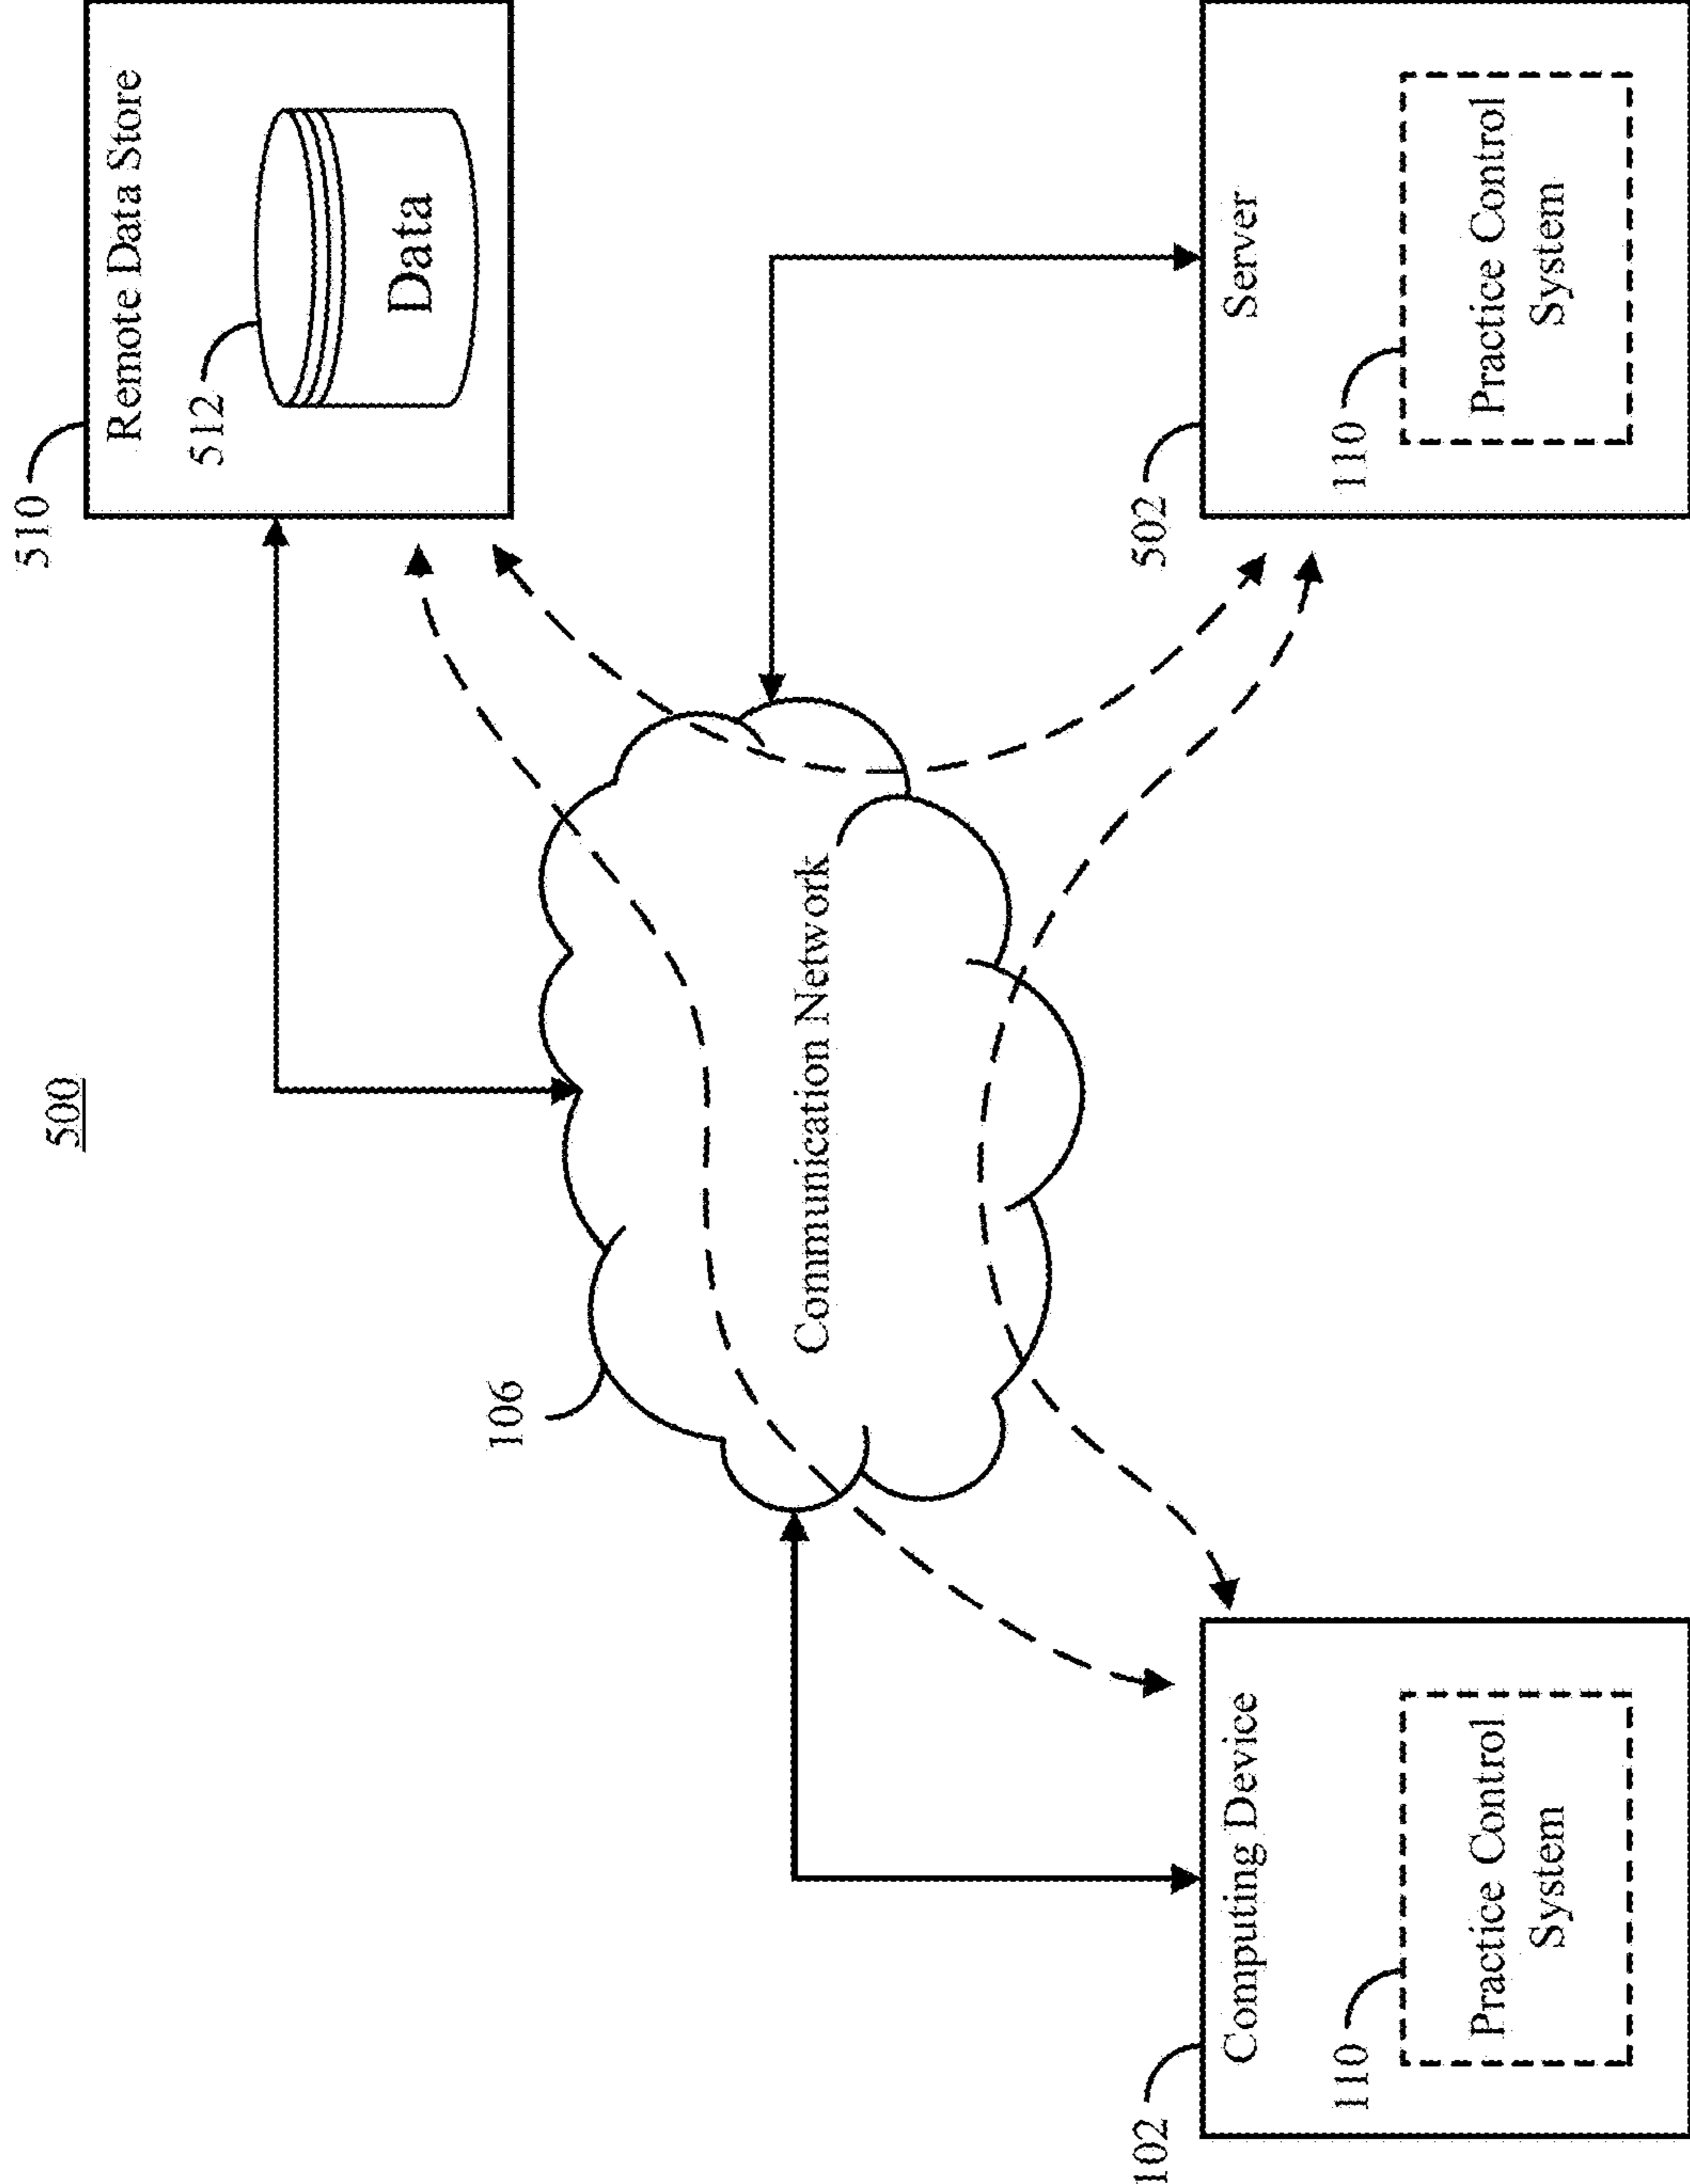 500
510
Remote Data Store
512
Data
106
Communication Network
102
Computing Device
110
Practice Control
System
502
Server
110
Practice Control
System